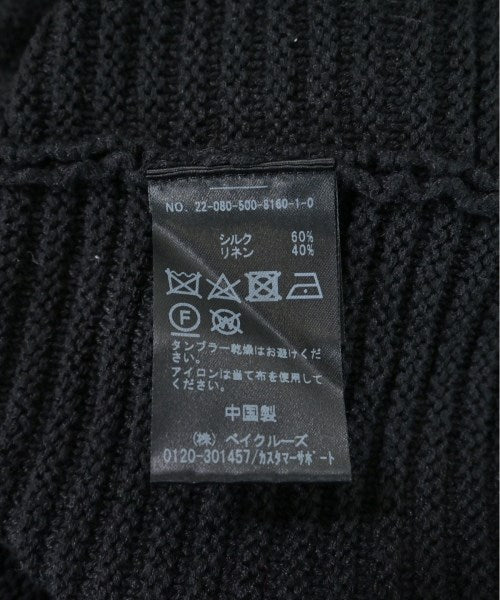 NO. 22-080-500-8160-1-0
シルク 60%
リネン 40%
F W
タンブラー乾燥はお避けくだ
さい。
アイロンは当て布を使用して
ください。
中国製
(株) ベイクルーズ
0120-301457/カスタマーサポート